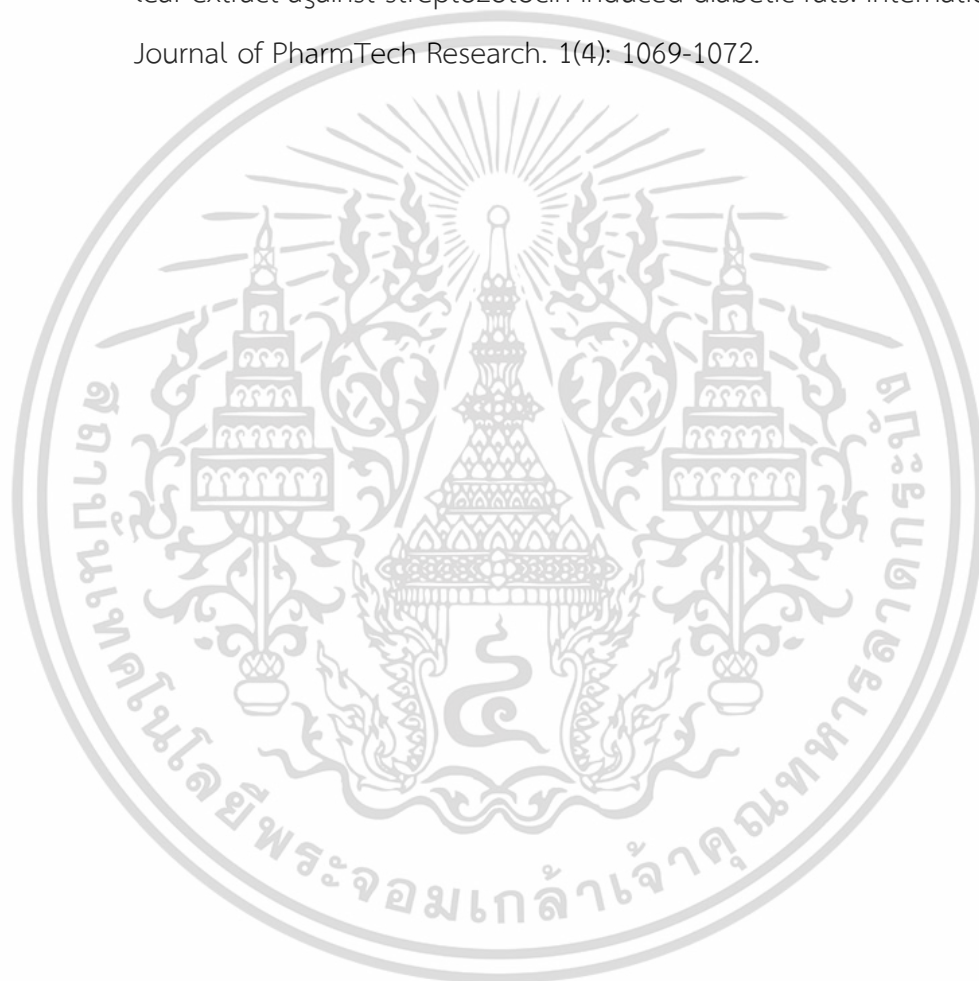 leaf extract against streptozotocin induced diabetic rats.
Journal of PharmTech Research. 1(4): 1069-1072.
๔
สถาบันเทคโนโลยีพระจอมเกล้าเจ้าคุณทหารลาดกระบัง